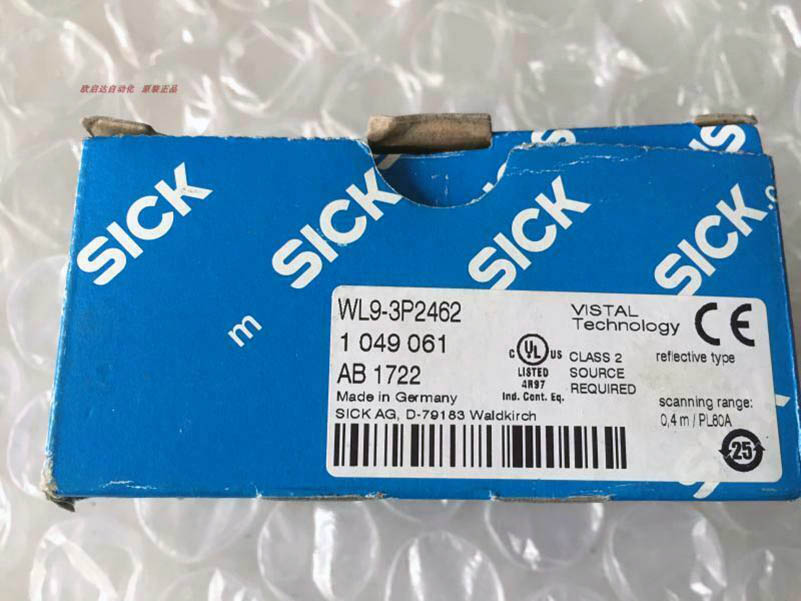 欧启达自动化 原装正品
SICK
SICK
SICK
SICK
m
WL9-3P2462
1 049 061
AB 1722
Made in Germany
SICK AG, D-79183 Waldkirch
C UL US
LISTED
4R97
Ind. Cont. Eq.
CLASS 2
SOURCE
REQUIRED
VISTAL
Technology
CE
reflective type
scanning range:
0,4 m / PL80A
25